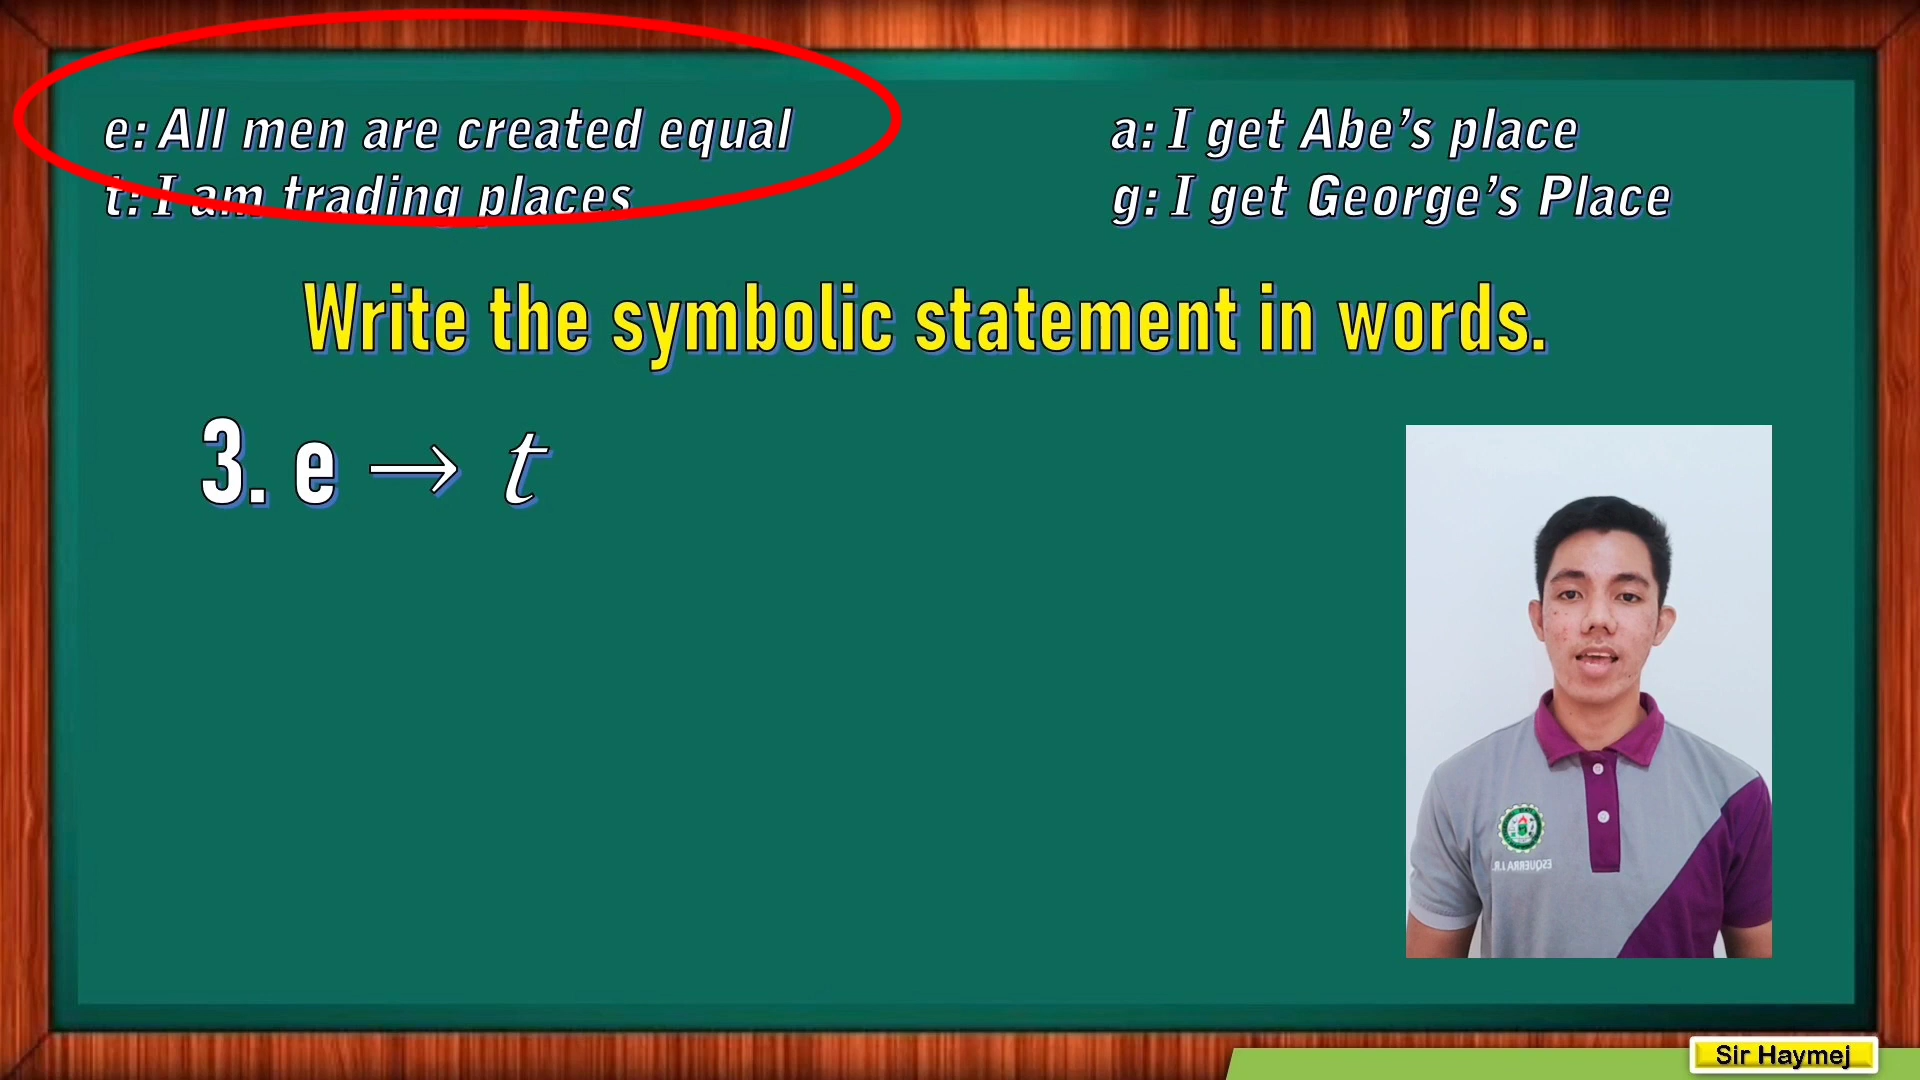 e: All men are created equal
t: I am trading places
a: I get Abe's place
g: I get George's Place
Write the symbolic statement in words.
3. e → t
ESQUERRA J.R.
Sir Haymej